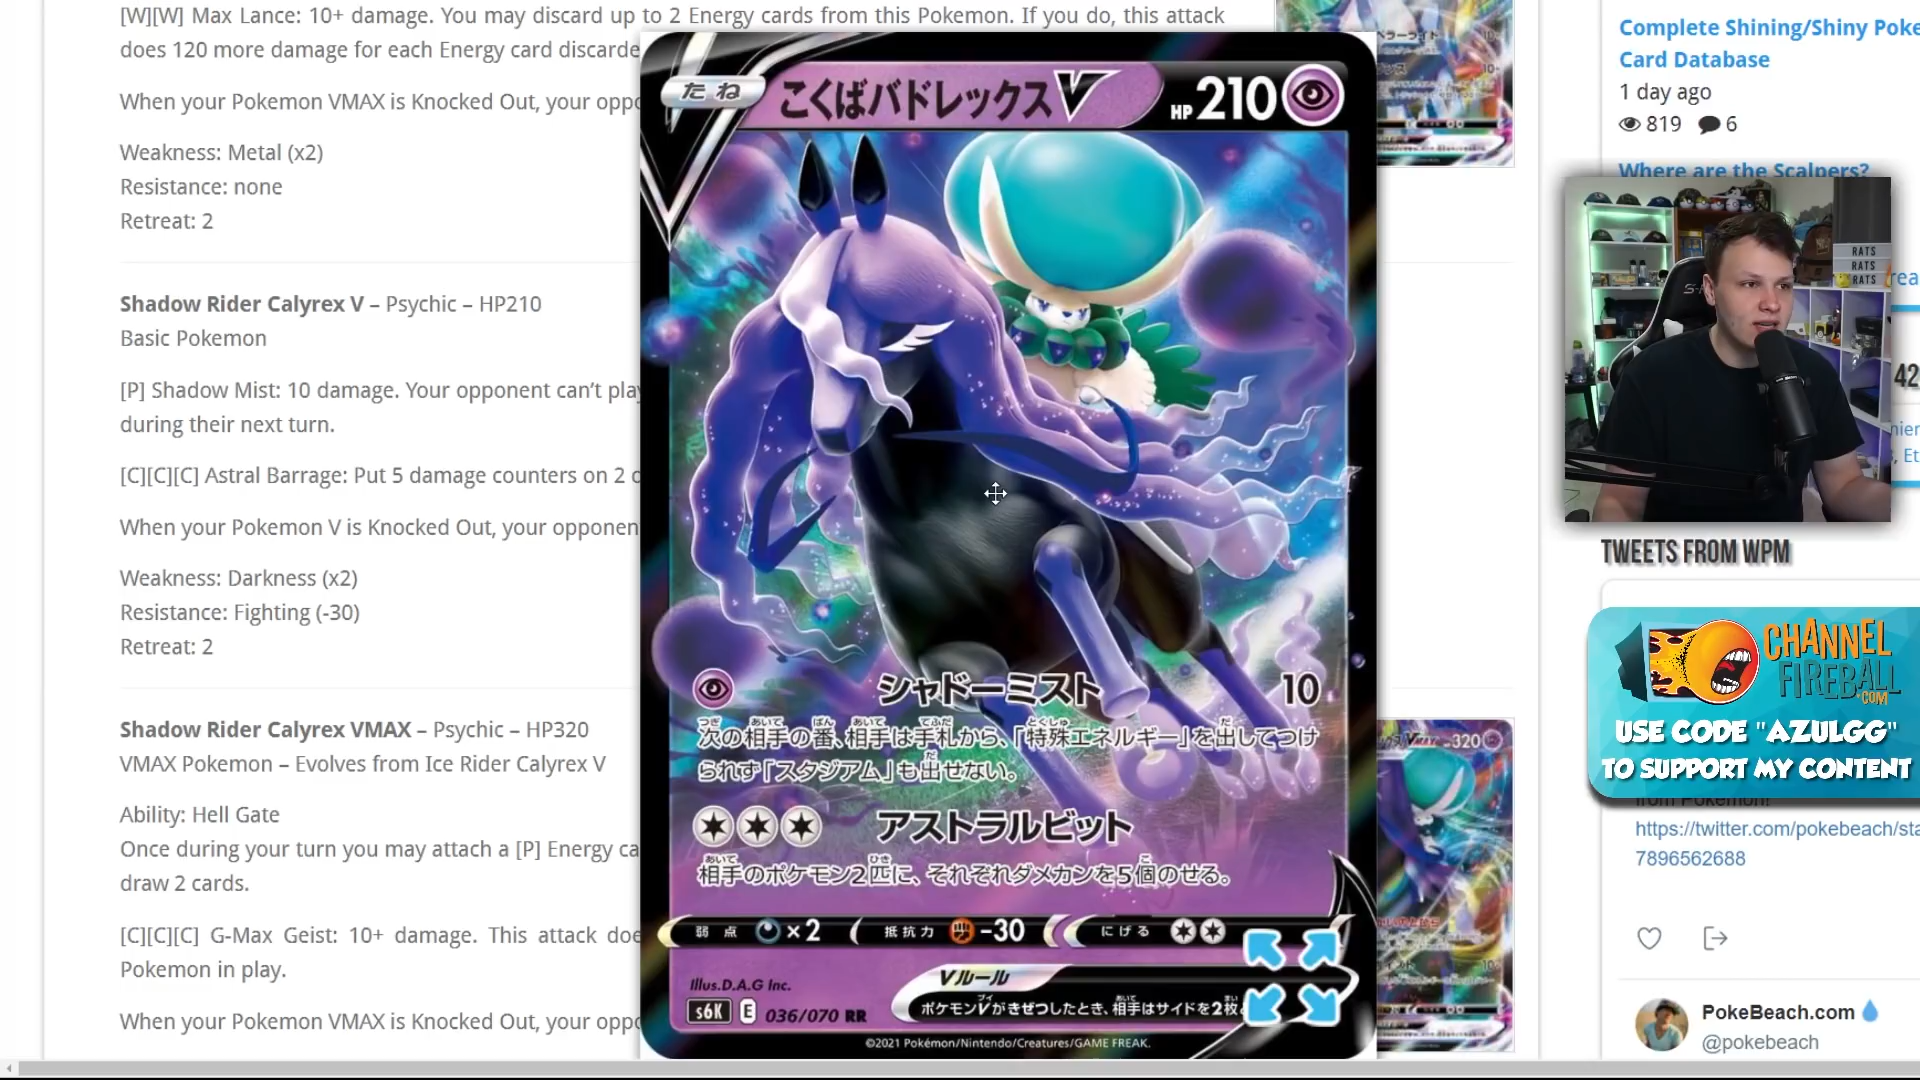 [W][W] Max Lance: 10+ damage. You may discard up to 2 Energy cards from this Pokemon. If you do, this attack
does 120 more damage for each Energy card discarde
When your Pokemon VMAX is Knocked Out, your oppo
Weakness: Metal (x2)
Resistance: none
Retreat: 2
Shadow Rider Calyrex V – Psychic – HP210
Basic Pokemon
[P] Shadow Mist: 10 damage. Your opponent can’t play
during their next turn.
[C][C][C] Astral Barrage: Put 5 damage counters on 2 o
When your Pokemon V is Knocked Out, your opponen
Weakness: Darkness (x2)
Resistance: Fighting (-30)
Retreat: 2
Shadow Rider Calyrex VMAX – Psychic – HP320
VMAX Pokemon – Evolves from Ice Rider Calyrex V
Ability: Hell Gate
Once during your turn you may attach a [P] Energy ca
draw 2 cards.
[C][C][C] G-Max Geist: 10+ damage. This attack doe
Pokemon in play.
When your Pokemon VMAX is Knocked Out, your oppo
たね こくばバドレックスV HP 210
シャドーミスト 10
次の相手の番、相手は手札から、「特殊エネルギー」を出してつけ
られず「スタジアム」も出せない。
アストラルビット
相手のポケモン2匹に、それぞれダメカンを5個のせる。
弱点 ×2 抵抗力 -30 にげる
Illus.D.A.G Inc.
Vルール
s6K E 036/070 RR
ポケモンVがきぜつしたとき、相手はサイドを2枚
©2021 Pokémon/Nintendo/Creatures/GAME FREAK.
320
Complete Shining/Shiny Poke
Card Database
1 day ago
819 6
Where are the Scalpers?
RATS
RATS
RATS
42
TWEETS FROM WPM
CHANNEL
FIREBALL
.COM
USE CODE "AZULGG"
TO SUPPORT MY CONTENT
from Pokemon!
https://twitter.com/pokebeach/sta
7896562688
PokeBeach.com
@pokebeach